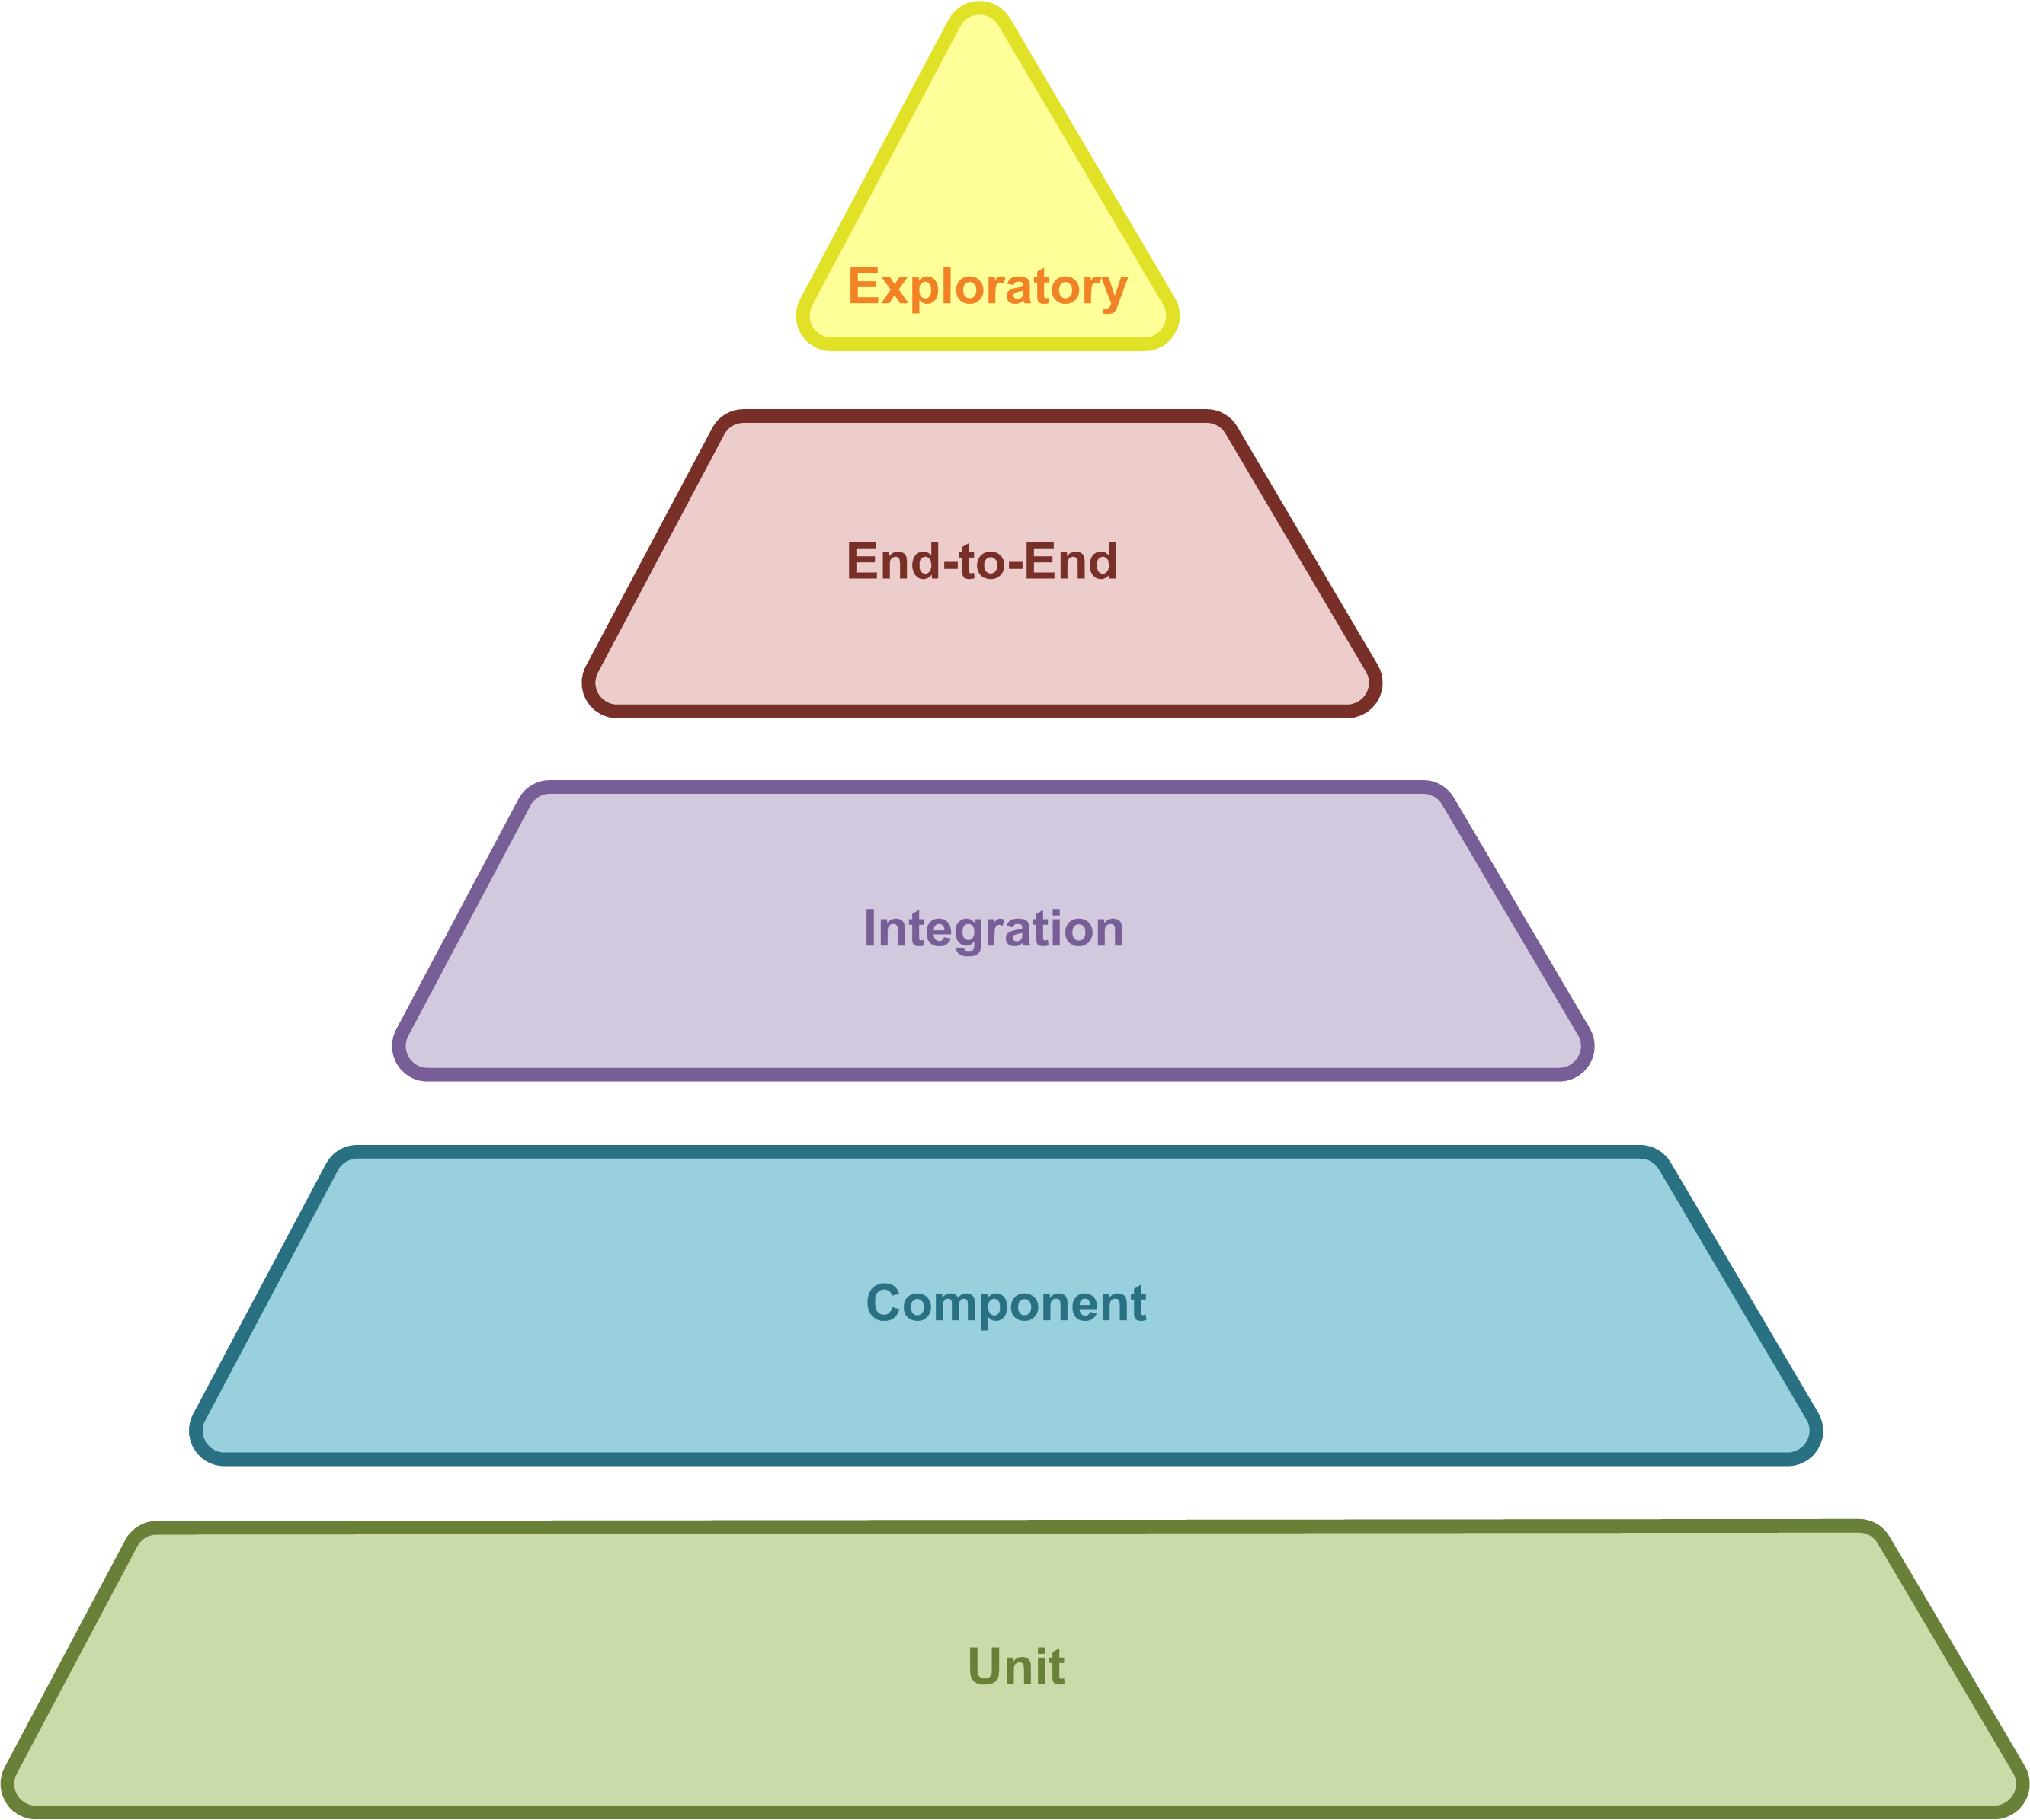 Exploratory
End-to-End
Integration
Component
Unit